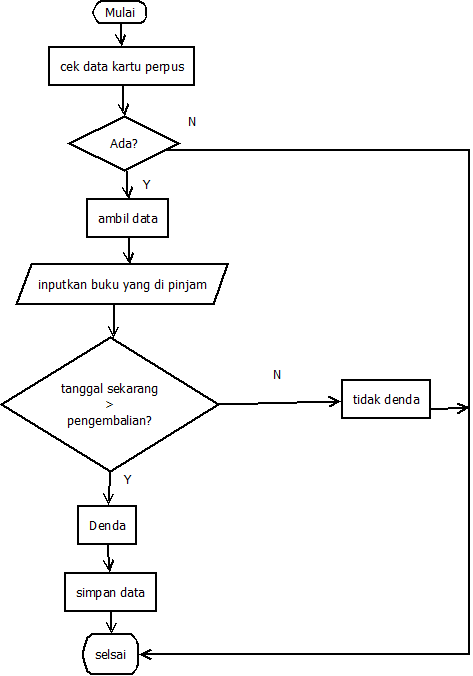 Mulai
cek data kartu perpus
N
Ada?
Y
ambil data
inputkan buku yang di pinjam
tanggal sekarang
>
pengembalian?
N
tidak denda
Y
Denda
simpan data
selsai